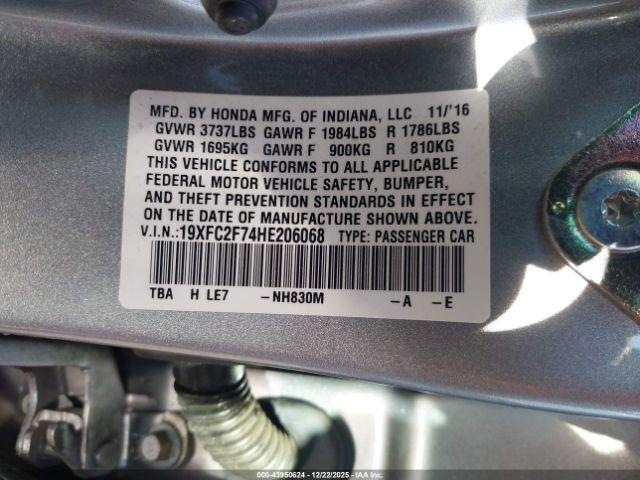 MFD. BY HONDA MFG. OF INDIANA, LLC 11/'16
GVWR 3737LBS GAWR F 1984LBS R 1786LBS
GVWR 1695KG GAWR F 900KG R 810KG
THIS VEHICLE CONFORMS TO ALL APPLICABLE
FEDERAL MOTOR VEHICLE SAFETY, BUMPER,
AND THEFT PREVENTION STANDARDS IN EFFECT
ON THE DATE OF MANUFACTURE SHOWN ABOVE.
V.I.N.:19XFC2F74HE206068 TYPE: PASSENGER CAR
TBA H LE7 -NH830M -A -E
000-43950624 - 12/22/2025 - IAAI.com